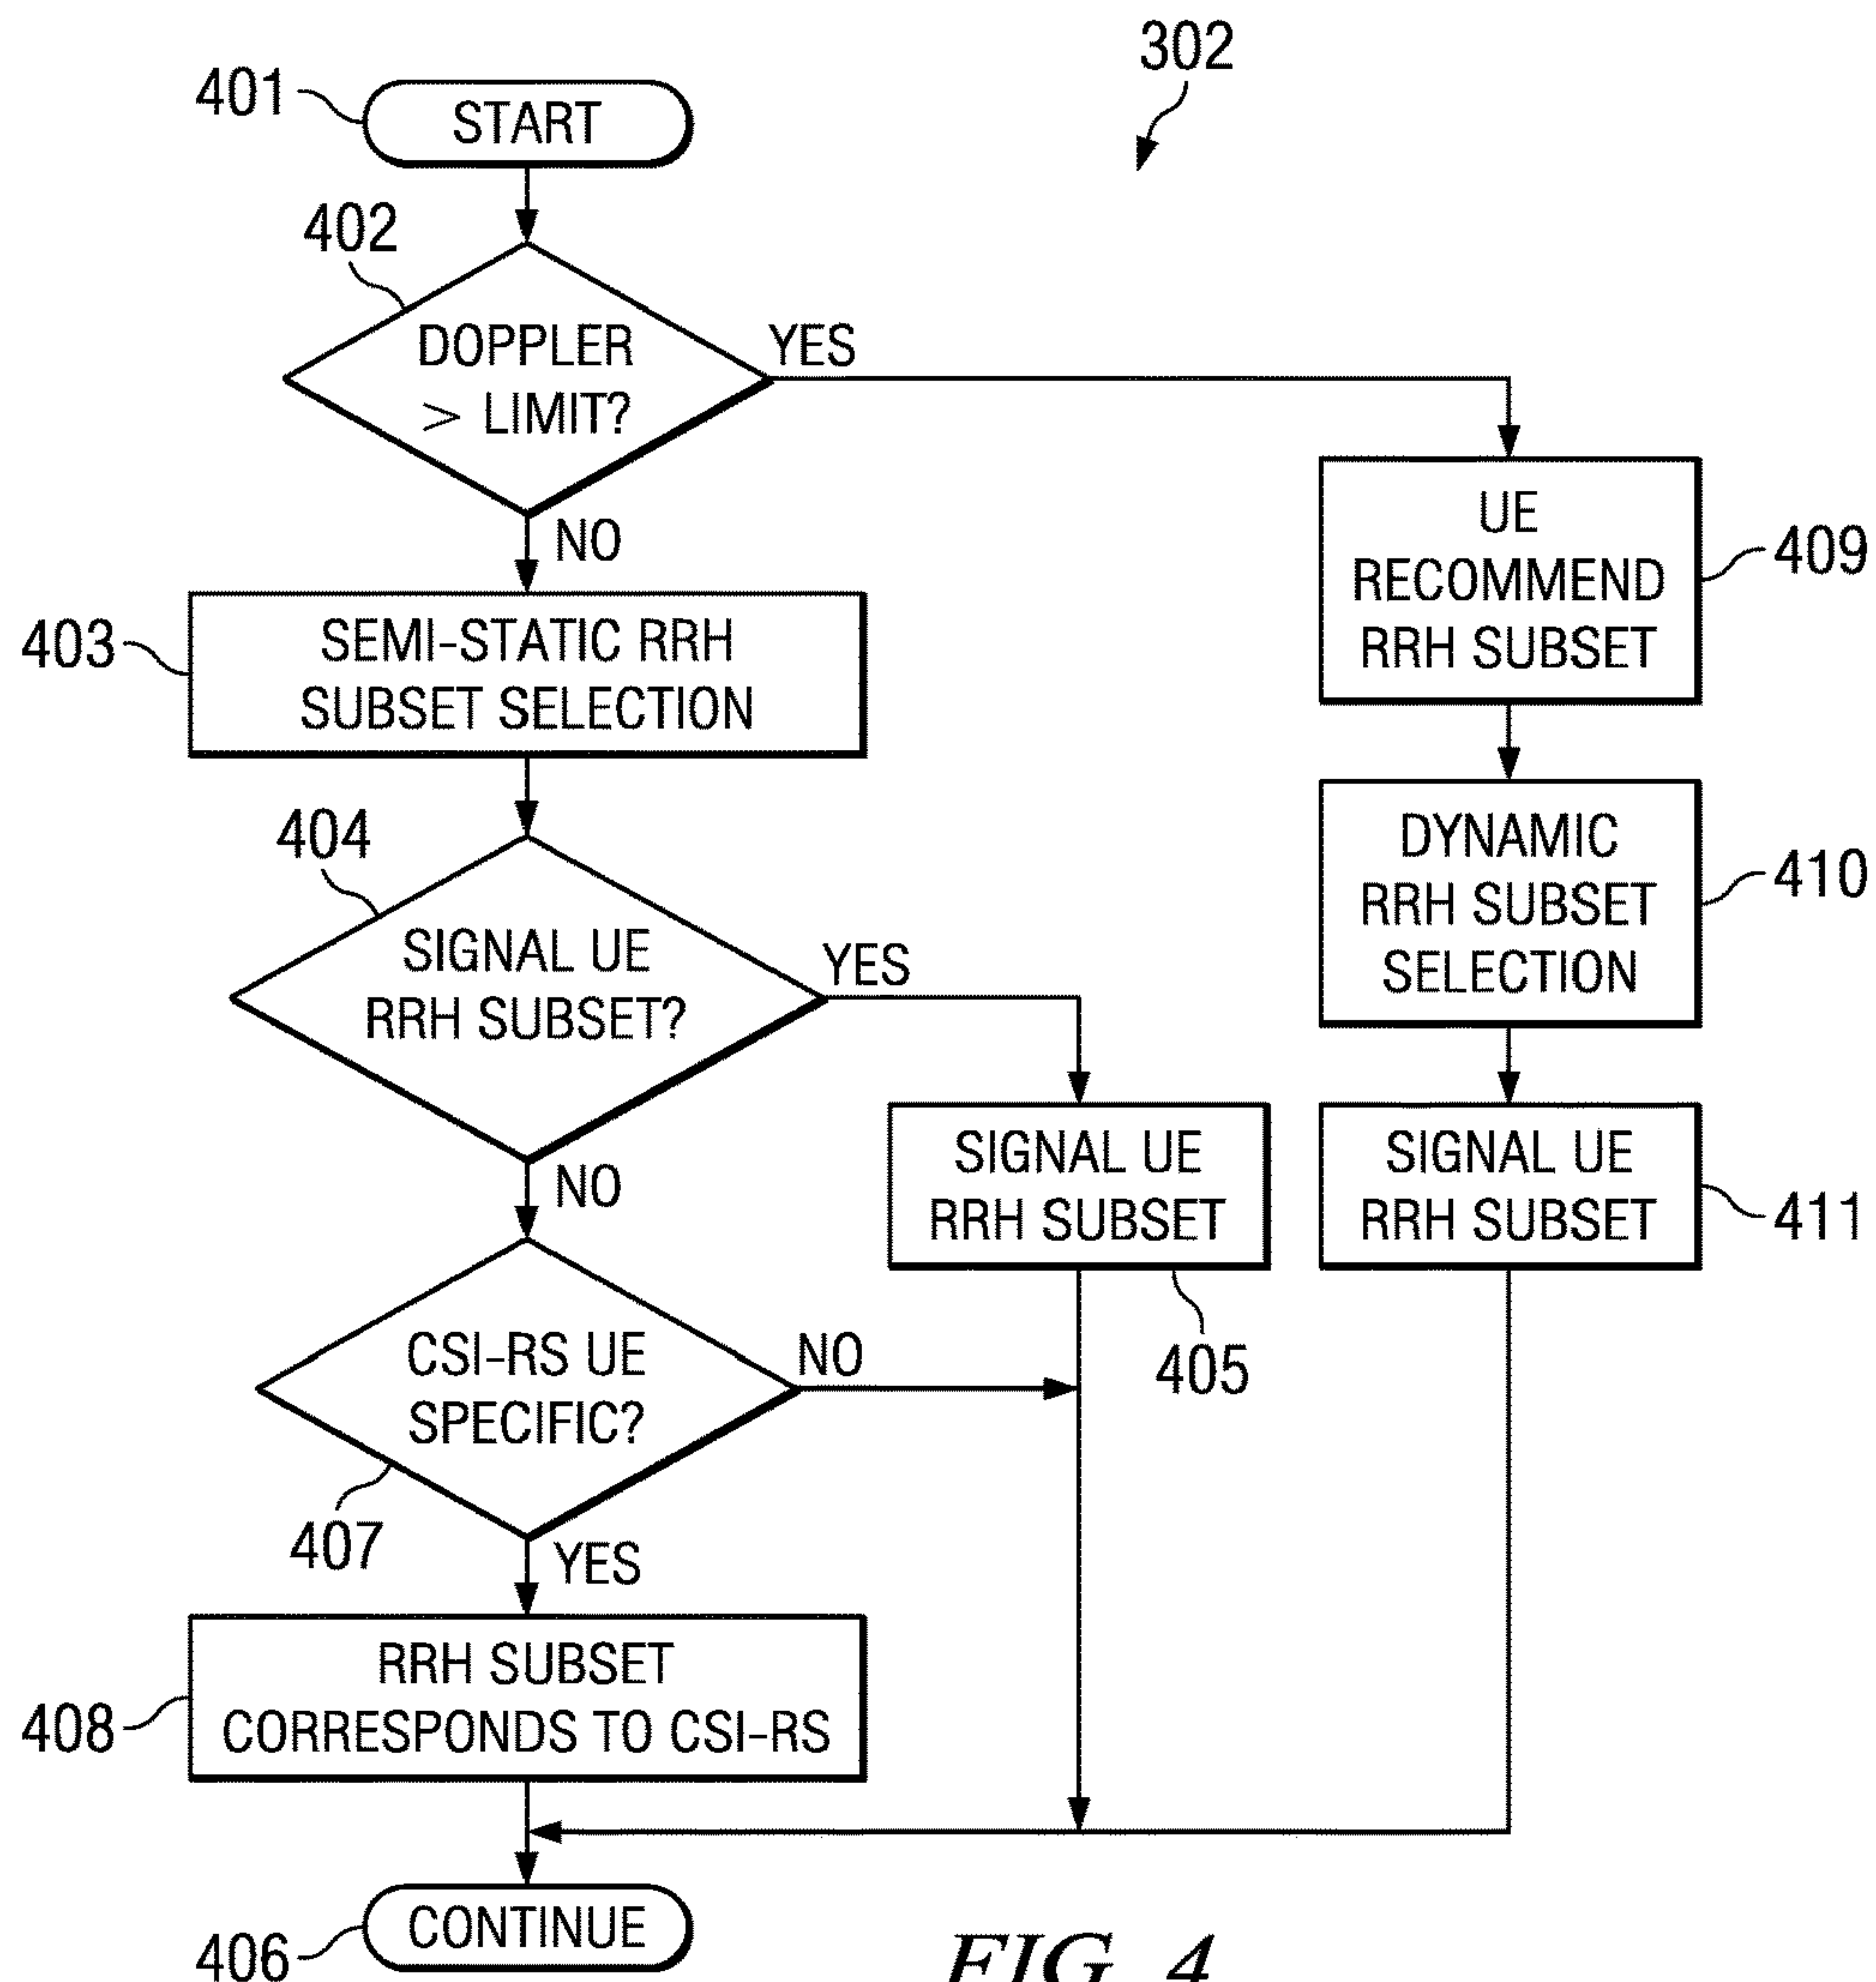 302
401
START
402
DOPPLER
> LIMIT?
YES
NO
UE
RECOMMEND
RRH SUBSET
409
403
SEMI-STATIC RRH
SUBSET SELECTION
DYNAMIC
RRH SUBSET
SELECTION
410
404
SIGNAL UE
RRH SUBSET?
YES
NO
SIGNAL UE
RRH SUBSET
405
SIGNAL UE
RRH SUBSET
411
CSI-RS UE
SPECIFIC?
NO
407
YES
408
RRH SUBSET
CORRESPONDS TO CSI-RS
406
CONTINUE
FIG. 4